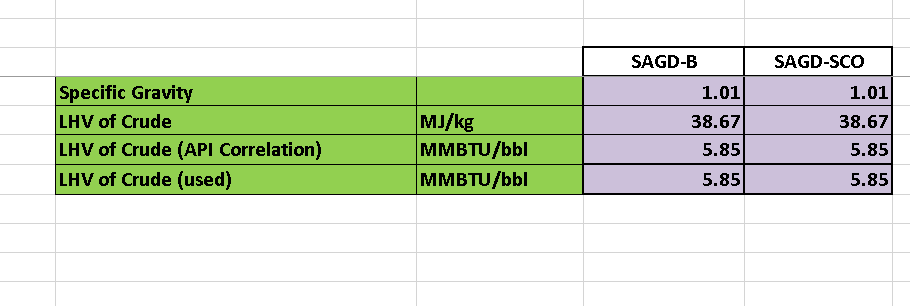 SAGD-B SAGD-SCO
Specific Gravity 1.01 1.01
LHV of Crude MJ/kg 38.67 38.67
LHV of Crude (API Correlation) MMBTU/bbl 5.85 5.85
LHV of Crude (used) MMBTU/bbl 5.85 5.85